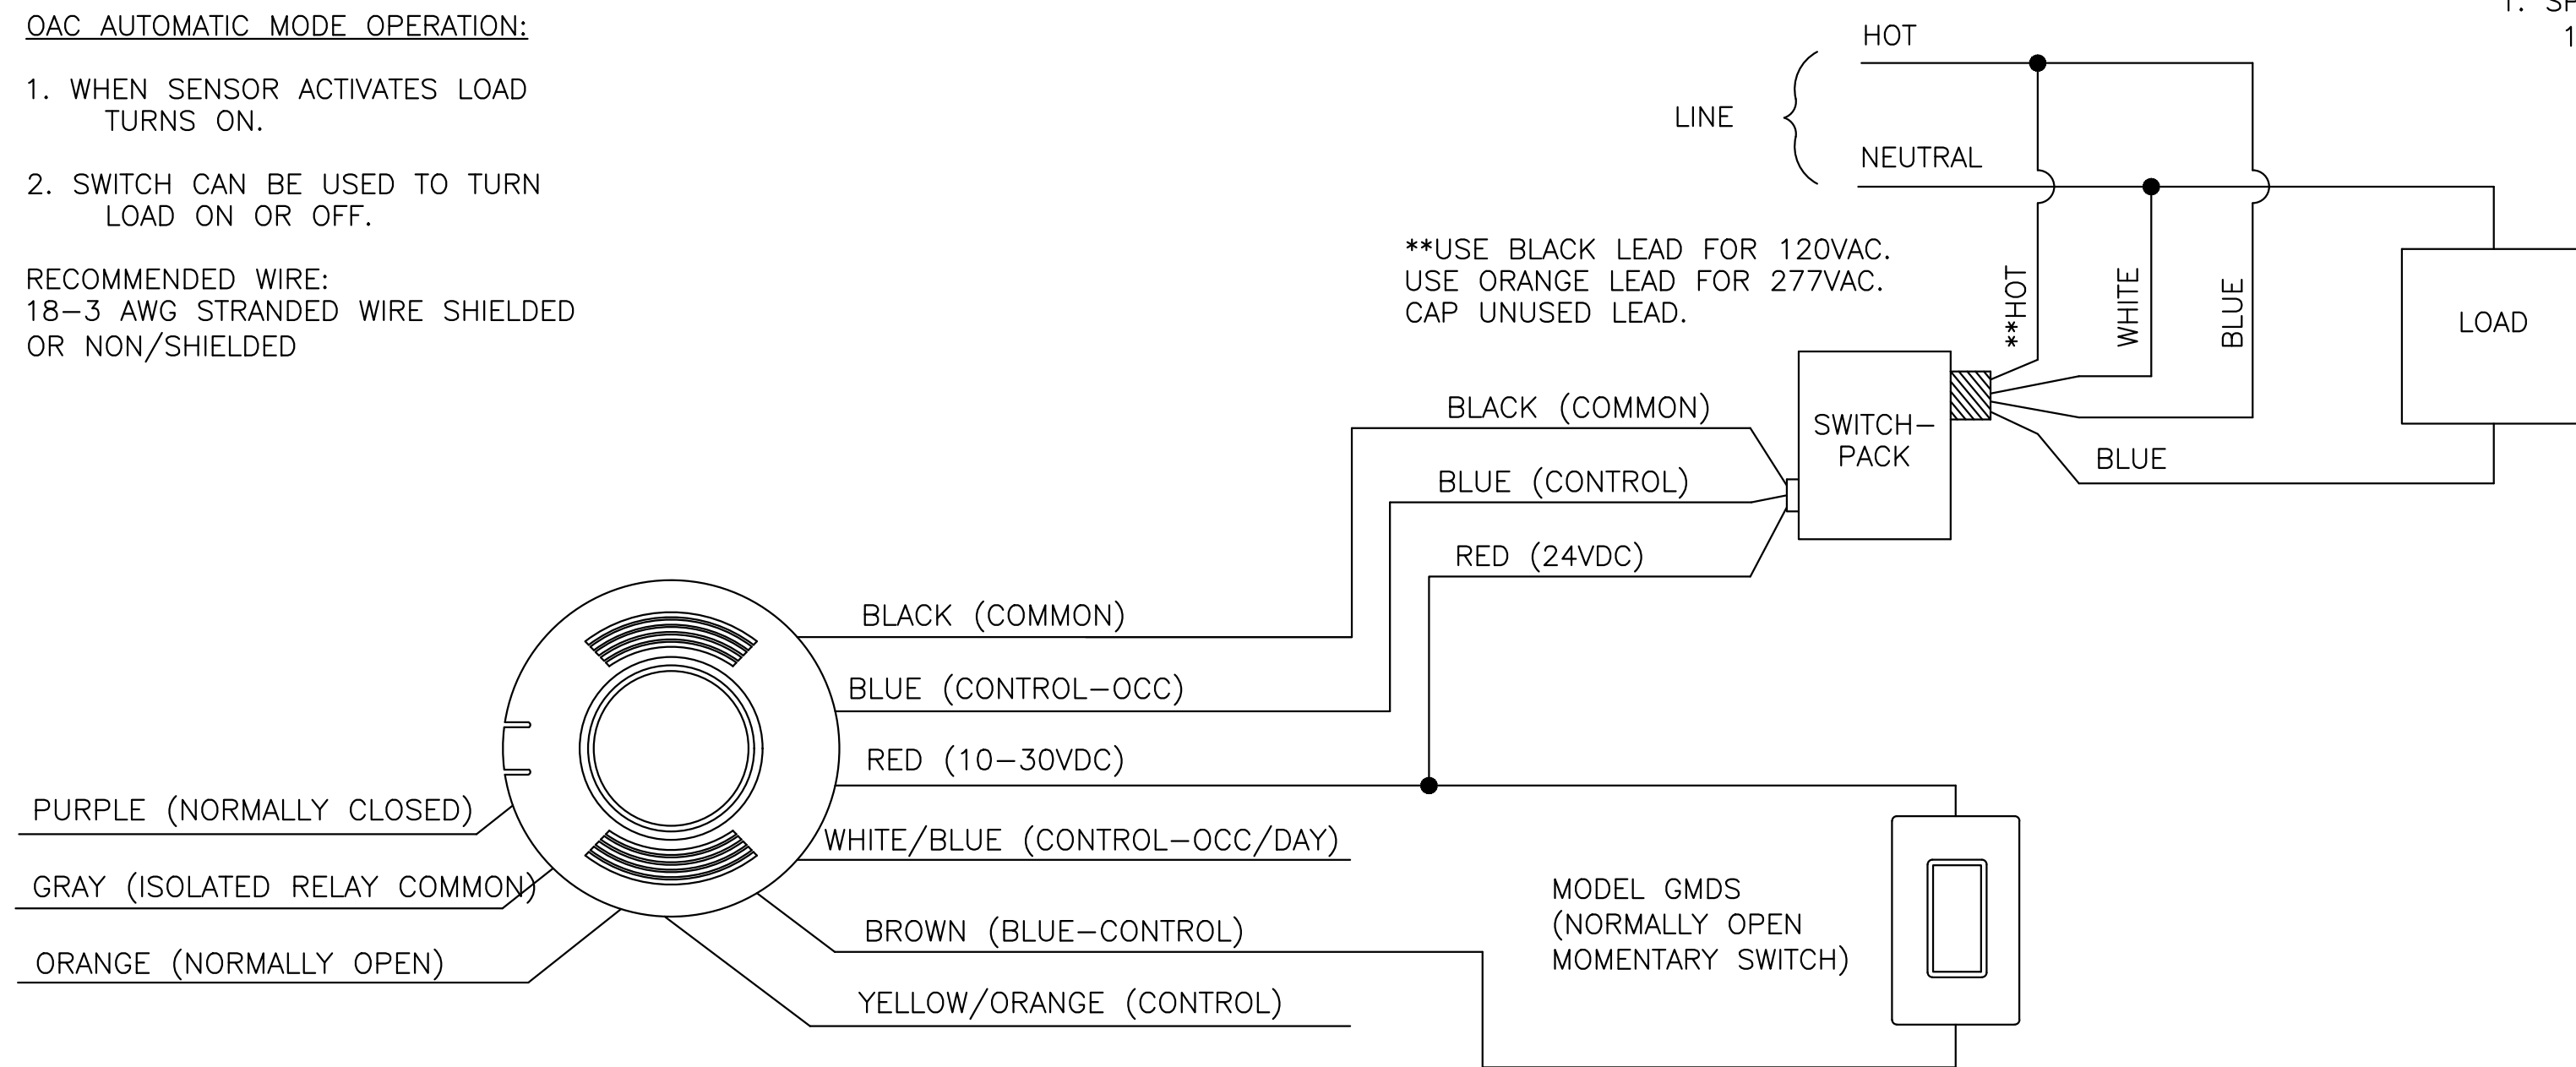 OAC AUTOMATIC MODE OPERATION:
1. WHEN SENSOR ACTIVATES LOAD
TURNS ON.
2. SWITCH CAN BE USED TO TURN
LOAD ON OR OFF.
RECOMMENDED WIRE:
18-3 AWG STRANDED WIRE SHIELDED
OR NON/SHIELDED
HOT
LINE
NEUTRAL
**USE BLACK LEAD FOR 120VAC.
USE ORANGE LEAD FOR 277VAC.
CAP UNUSED LEAD.
**HOT
WHITE
BLUE
LOAD
BLACK (COMMON)
SWITCH-
PACK
BLUE
BLUE (CONTROL)
RED (24VDC)
BLACK (COMMON)
BLUE (CONTROL-OCC)
RED (10-30VDC)
PURPLE (NORMALLY CLOSED)
WHITE/BLUE (CONTROL-OCC/DAY)
GRAY (ISOLATED RELAY COMMON)
MODEL GMDS
(NORMALLY OPEN
MOMENTARY SWITCH)
BROWN (BLUE-CONTROL)
ORANGE (NORMALLY OPEN)
YELLOW/ORANGE (CONTROL)